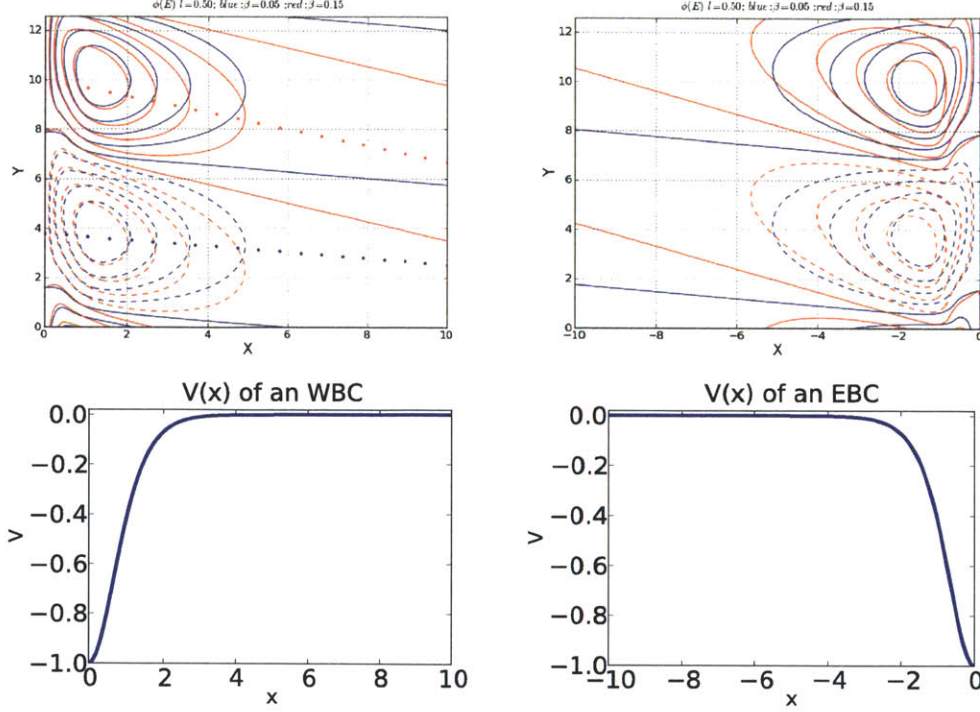 ϕ(E) l=0.50; blue :β=0.05 ;red :β=0.15
12
10
8
6
4
2
0
Y
0 2 4 6 8 10
X
ϕ(E) l=0.50; blue :β=0.05 ;red :β=0.15
12
10
8
6
4
2
0
Y
−10 −8 −6 −4 −2 0
X
V(x) of an WBC
0.0
−0.2
−0.4
−0.6
−0.8
−1.0
V
0 2 4 6 8 10
x
V(x) of an EBC
0.0
−0.2
−0.4
−0.6
−0.8
−1.0
V
−10 −8 −6 −4 −2 0
x